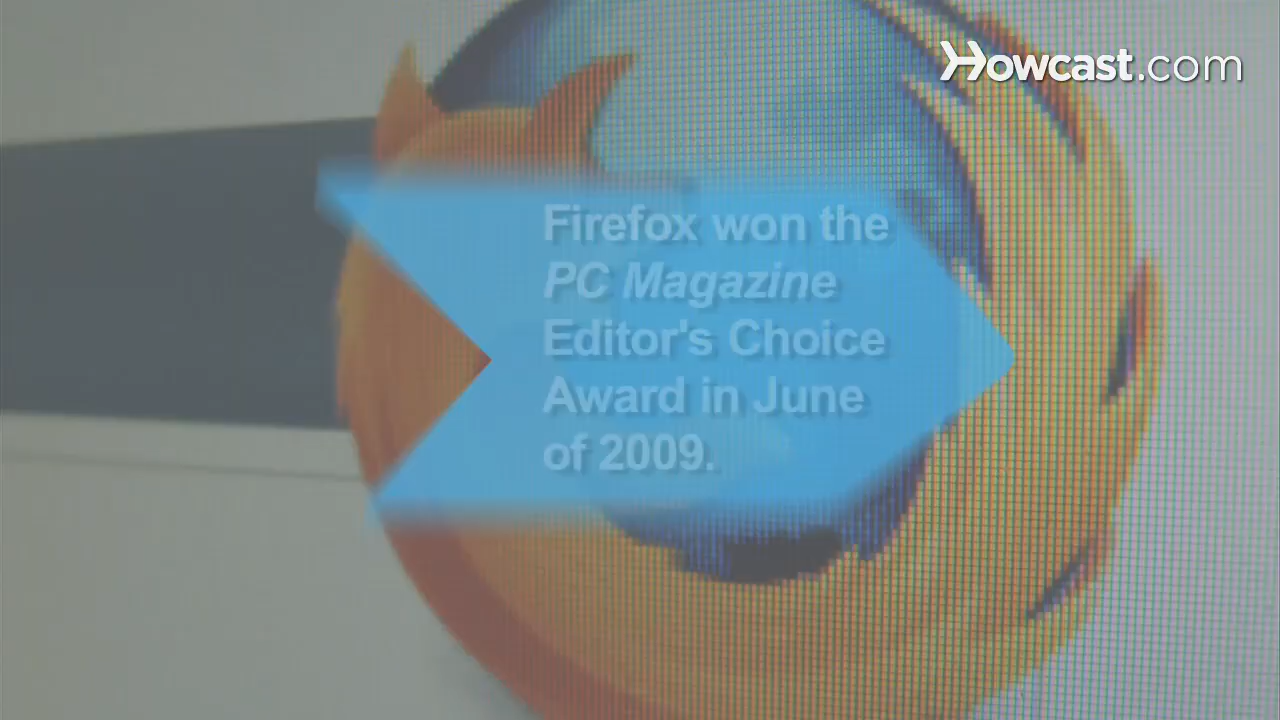 Howcast.com
Firefox won the
PC Magazine
Editor's Choice
Award in June
of 2009.